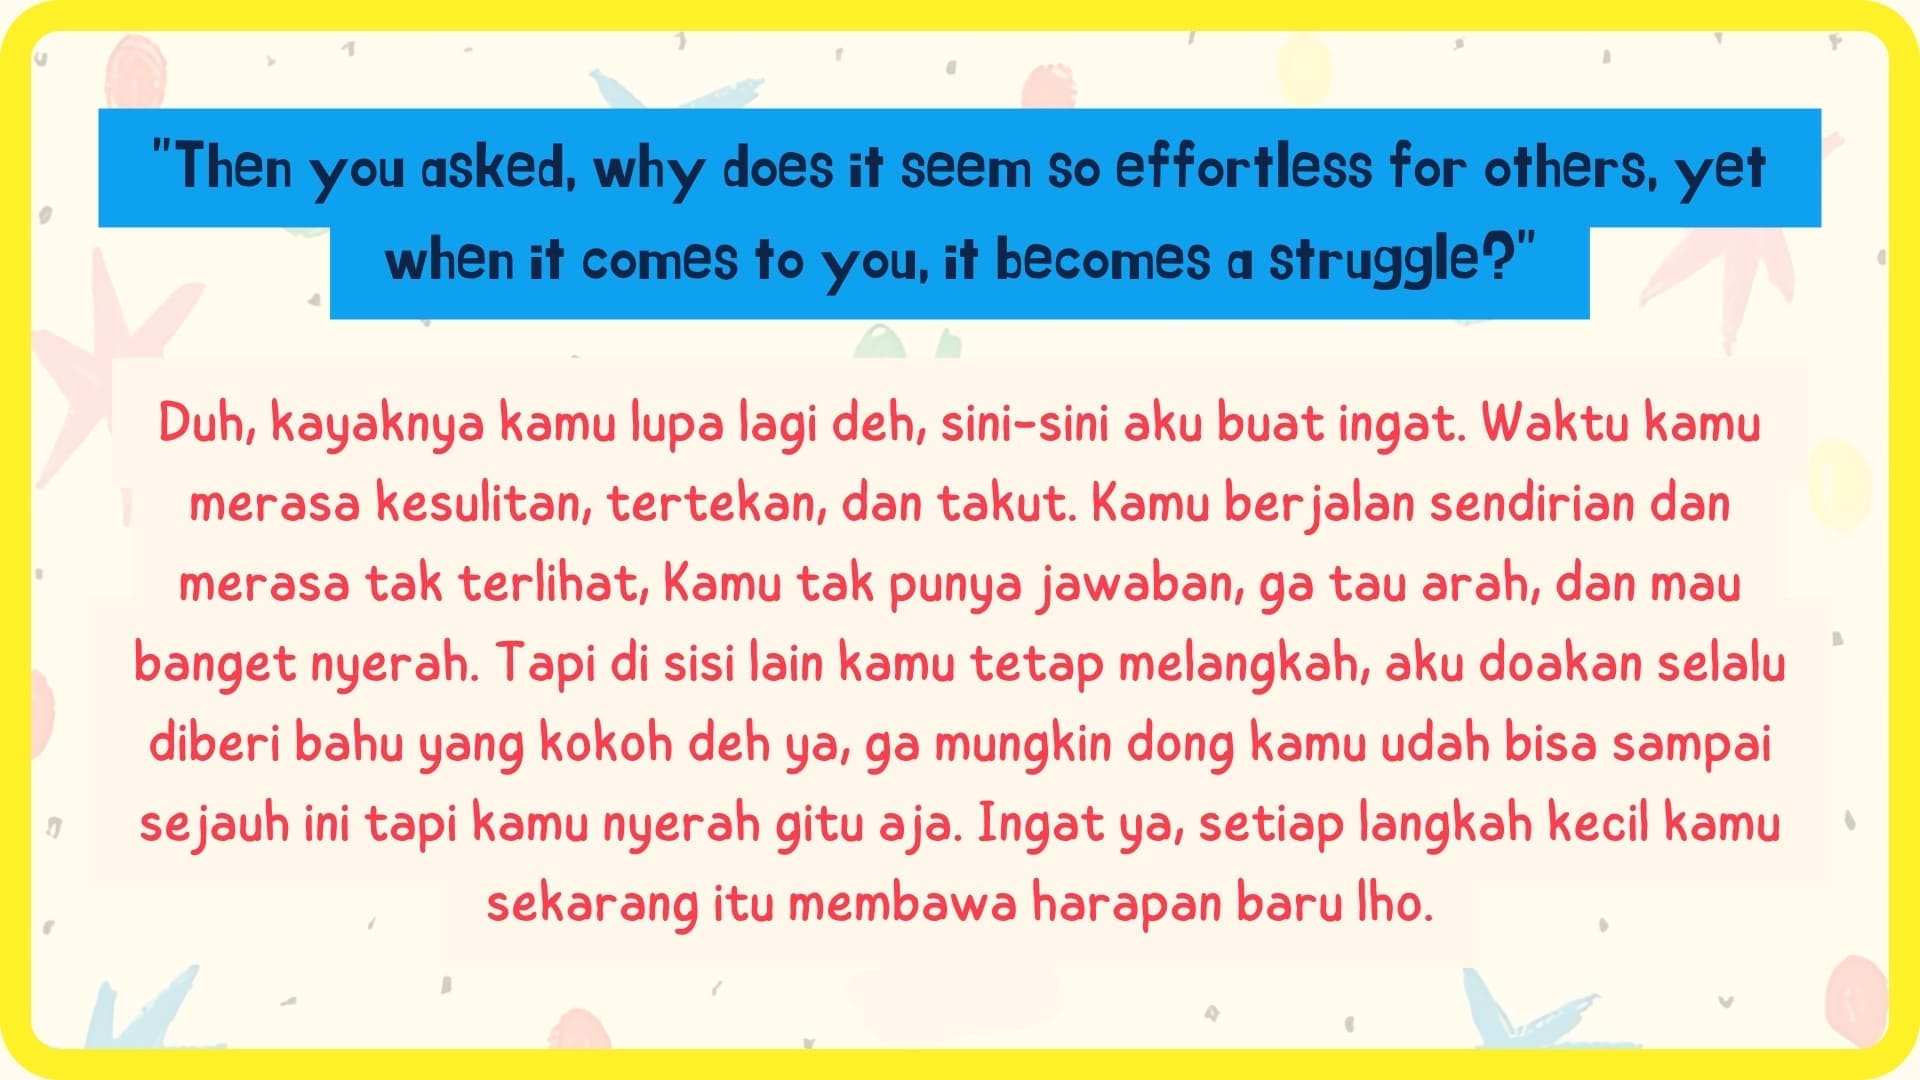 "Then you asked, why does it seem so effortless for others, yet
when it comes to you, it becomes a struggle?"
Duh, kayaknya kamu lupa lagi deh, sini-sini aku buat ingat. Waktu kamu
merasa kesulitan, tertekan, dan takut. Kamu berjalan sendirian dan
merasa tak terlihat, Kamu tak punya jawaban, ga tau arah, dan mau
banget nyerah. Tapi di sisi lain kamu tetap melangkah, aku doakan selalu
diberi bahu yang kokoh deh ya, ga mungkin dong kamu udah bisa sampai
sejauh ini tapi kamu nyerah gitu aja. Ingat ya, setiap langkah kecil kamu
sekarang itu membawa harapan baru lho.